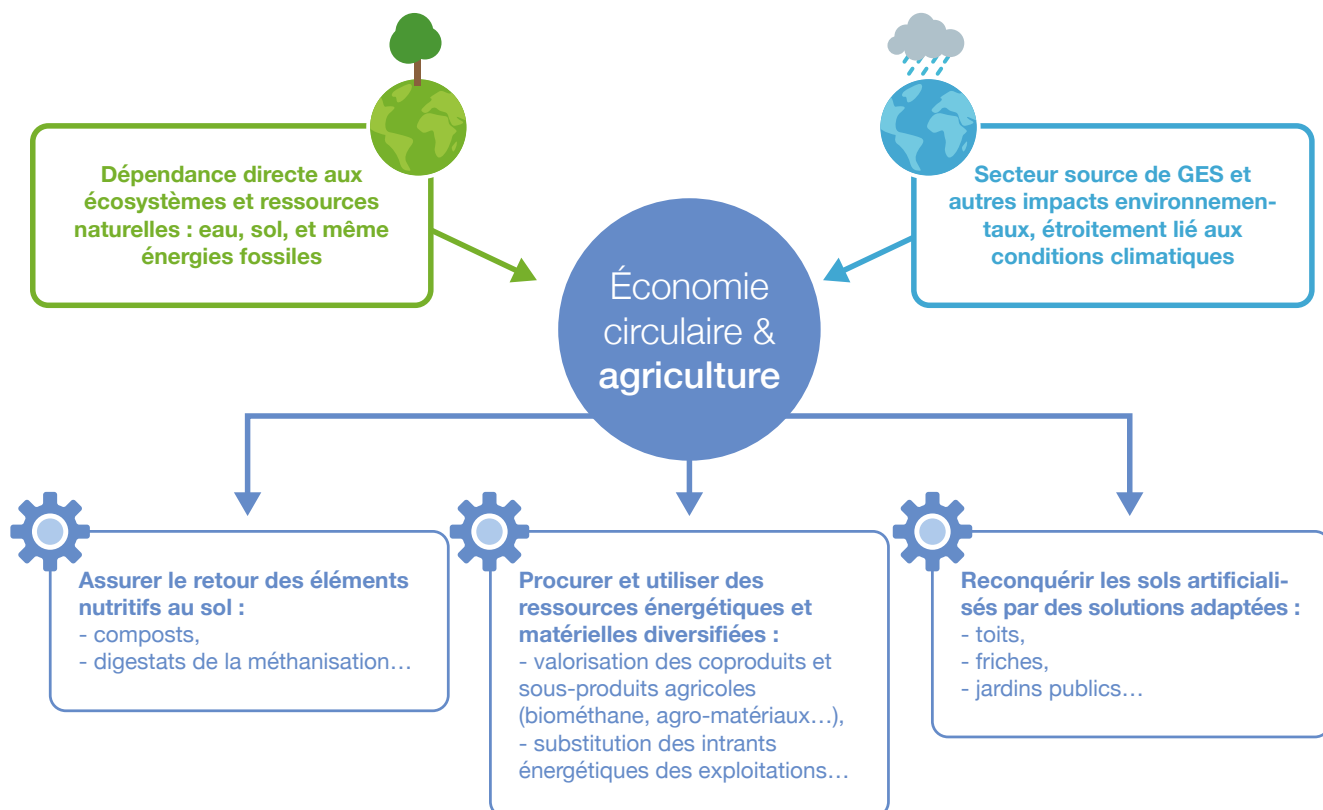 Dépendance directe aux
écosystèmes et ressources
naturelles : eau, sol, et même
énergies fossiles
Secteur source de GES et
autres impacts environnemen-
taux, étroitement lié aux
conditions climatiques
Économie
circulaire &
agriculture
Assurer le retour des éléments
nutritifs au sol :
- composts,
- digestats de la méthanisation…
Procurer et utiliser des
ressources énergétiques et
matérielles diversifiées :
- valorisation des coproduits et
sous-produits agricoles
(biométhane, agro-matériaux…),
- substitution des intrants
énergétiques des exploitations…
Reconquérir les sols artificiali-
sés par des solutions adaptées :
- toits,
- friches,
- jardins publics…